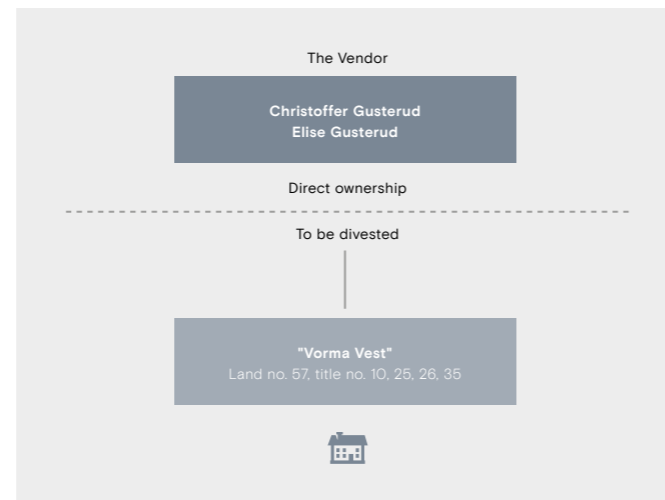 The Vendor
Christoffer Gusterud
Elise Gusterud
Direct ownership
To be divested
"Vorma Vest"
Land no. 57, title no. 10, 25, 26, 35